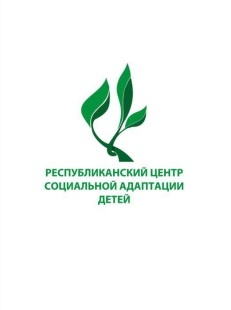 РЕСПУБЛИКАНСКИЙ ЦЕНТР
СОЦИАЛЬНОЙ АДАПТАЦИИ
ДЕТЕЙ